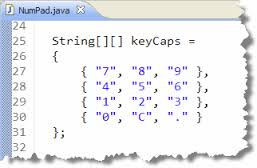 NumPad.java
24
25 String[][] keyCaps =
26 {
27 { "7", "8", "9" },
28 { "4", "5", "6" },
29 { "1", "2", "3" },
30 { "0", "C", "." }
31 };
32